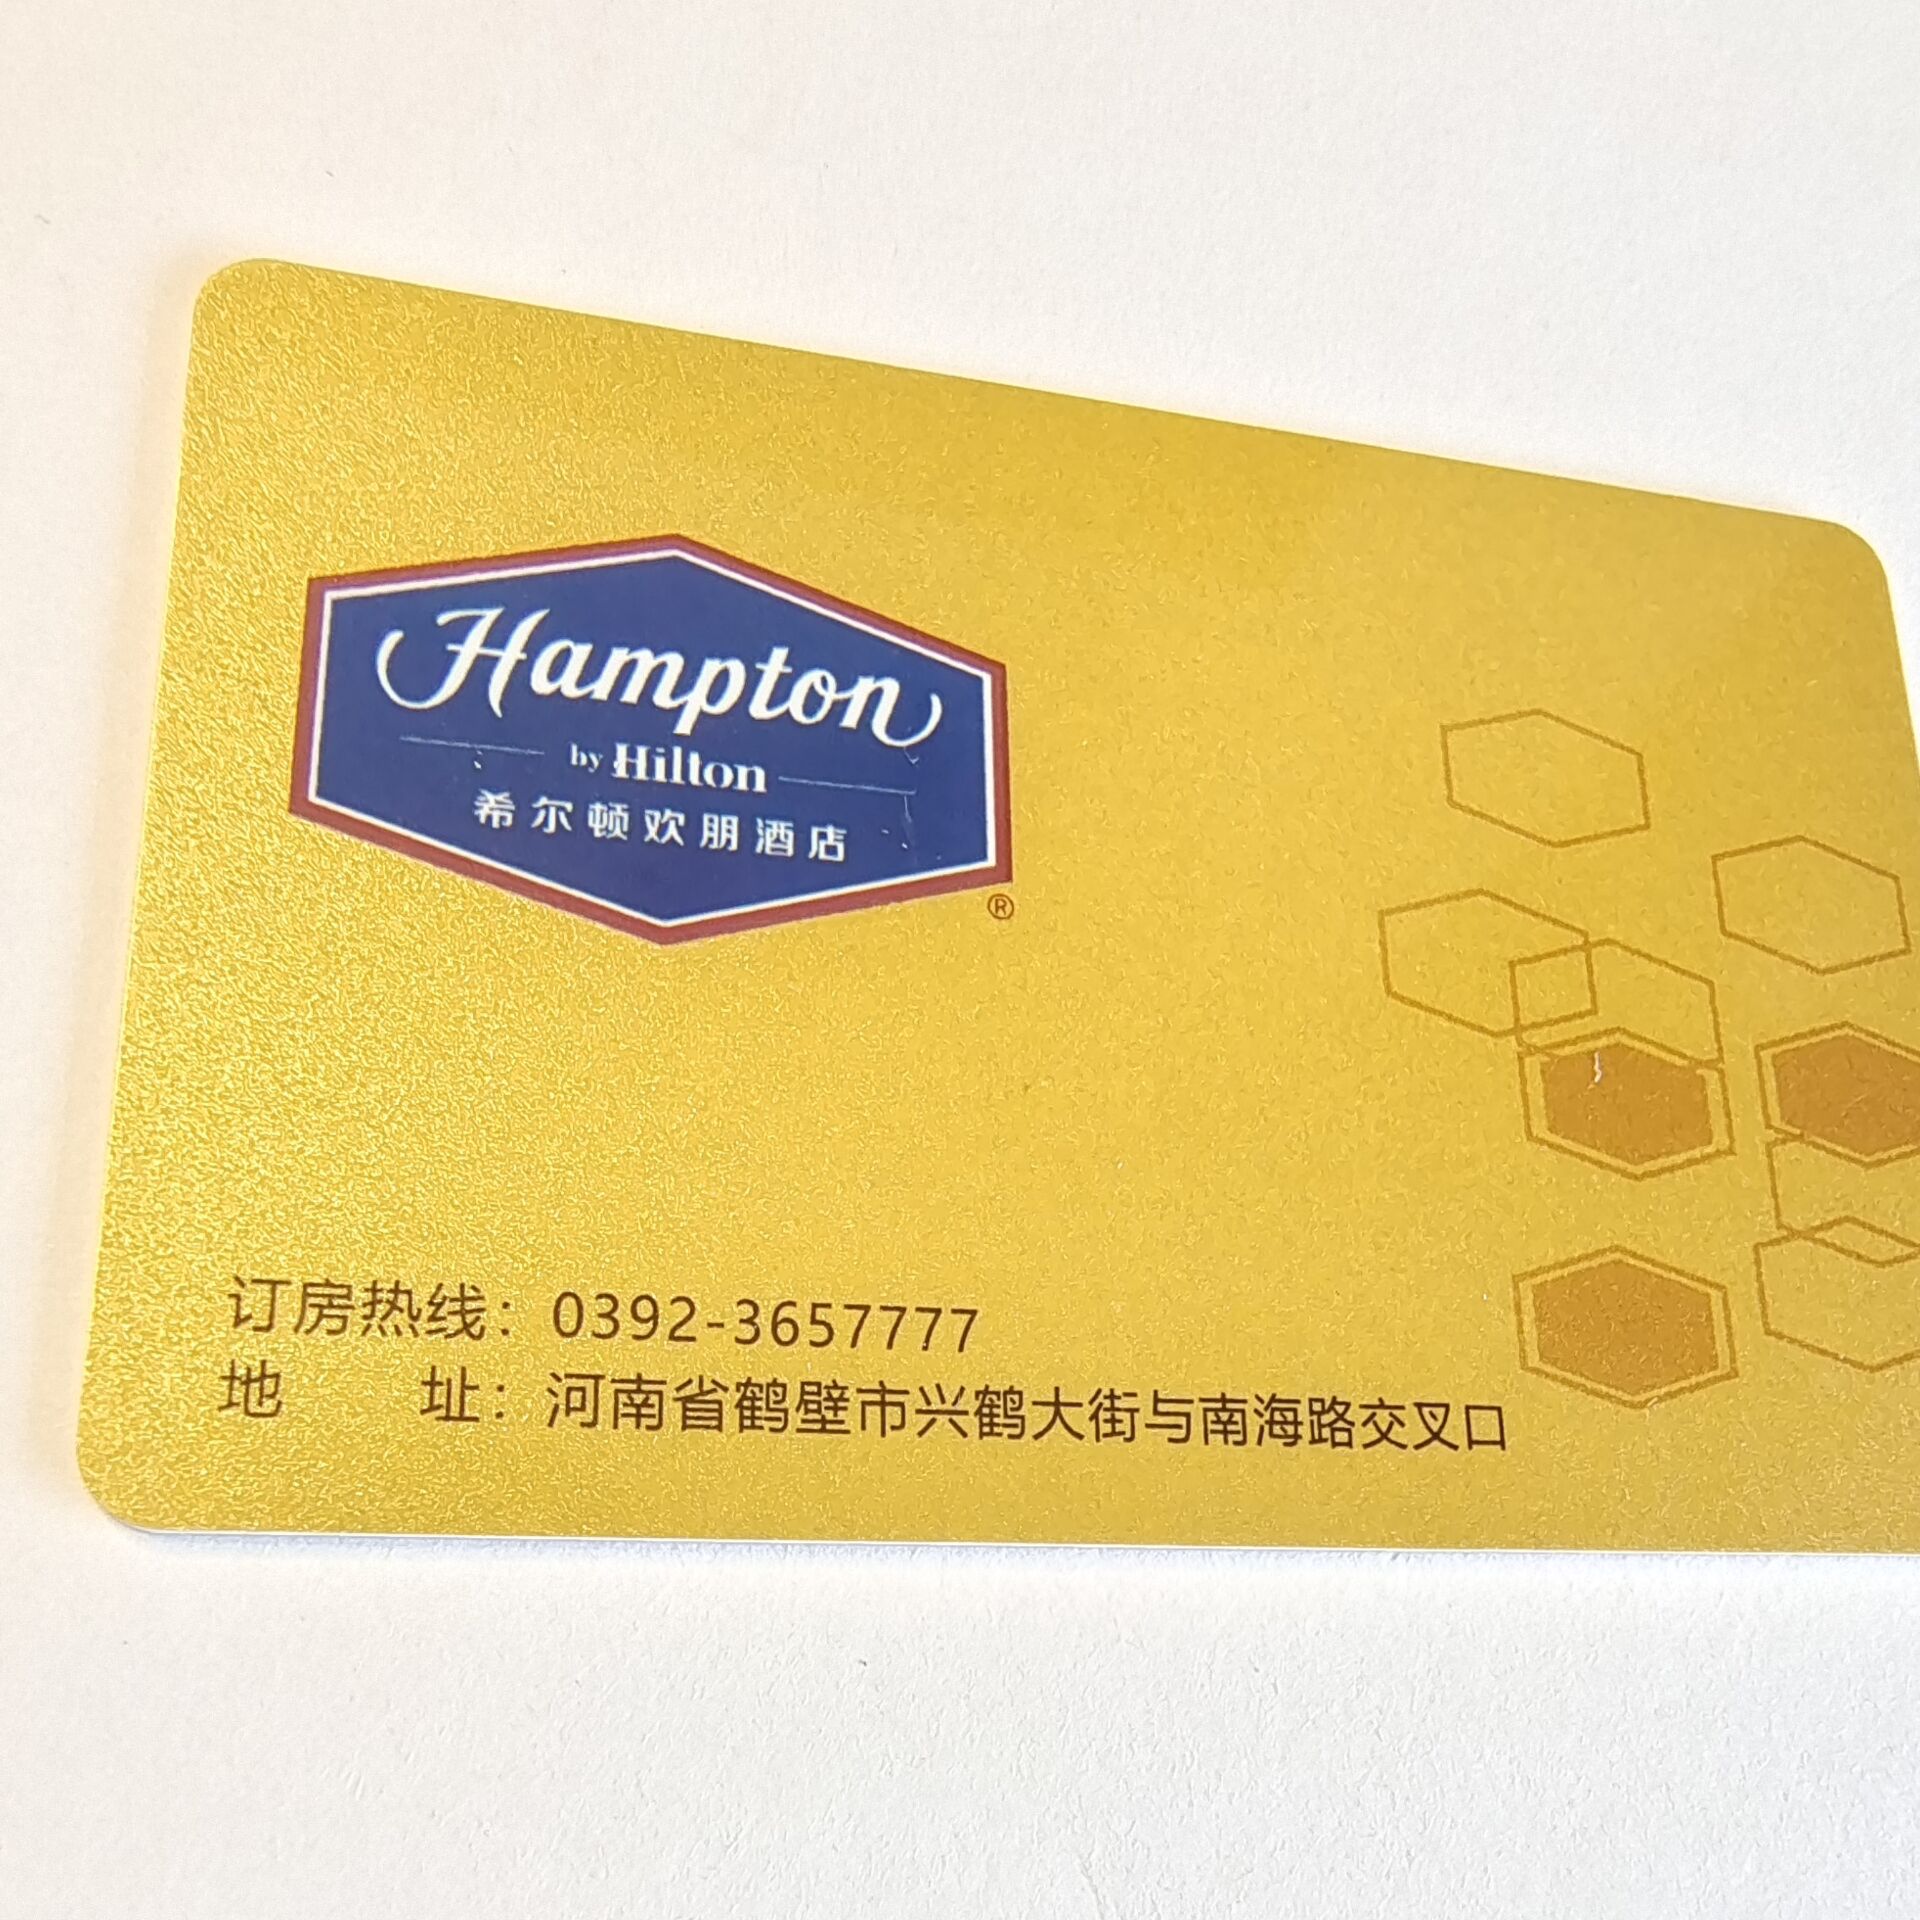 Hampton
by Hilton
希尔顿欢朋酒店
®
订房热线：0392-3657777
地 址：河南省鹤壁市兴鹤大街与南海路交叉口